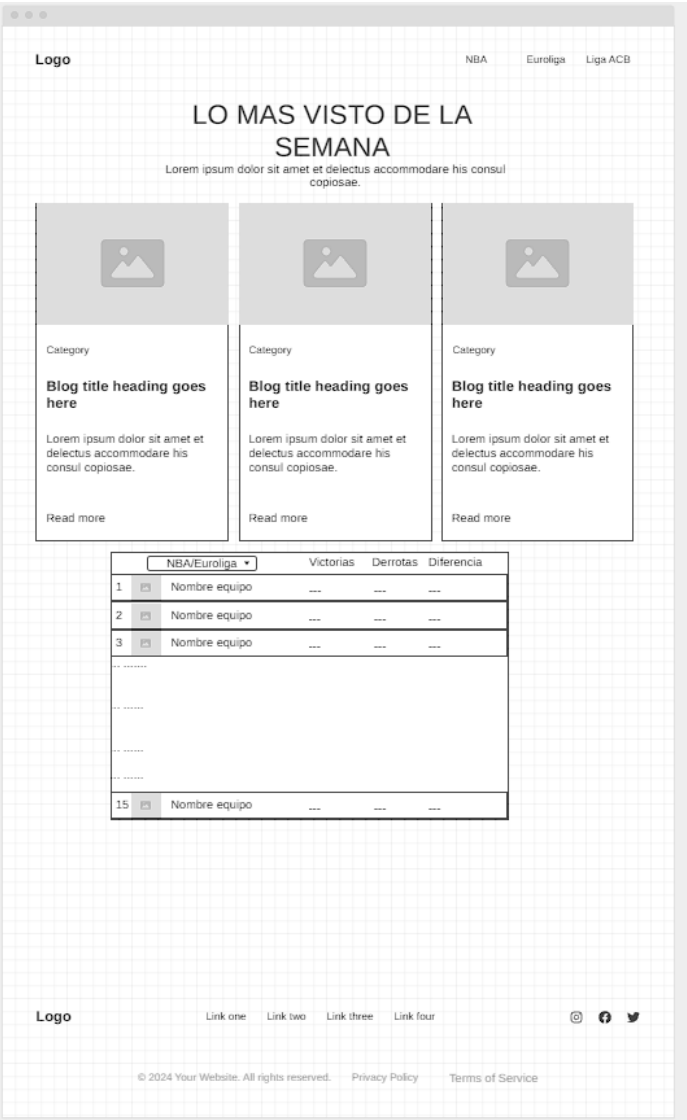 Logo
NBA Euroliga Liga ACB
LO MAS VISTO DE LA
SEMANA
Lorem ipsum dolor sit amet et delectus accommodare his consul
copiosae.
Category
Blog title heading goes
here
Lorem ipsum dolor sit amet et
delectus accommodare his
consul copiosae.
Read more
Category
Blog title heading goes
here
Lorem ipsum dolor sit amet et
delectus accommodare his
consul copiosae.
Read more
Category
Blog title heading goes
here
Lorem ipsum dolor sit amet et
delectus accommodare his
consul copiosae.
Read more
NBA/Euroliga Victorias Derrotas Diferencia
1 Nombre equipo --- --- ---
2 Nombre equipo --- --- ---
3 Nombre equipo --- --- ---
15 Nombre equipo --- --- ---
Logo Link one Link two Link three Link four
© 2024 Your Website. All rights reserved. Privacy Policy Terms of Service